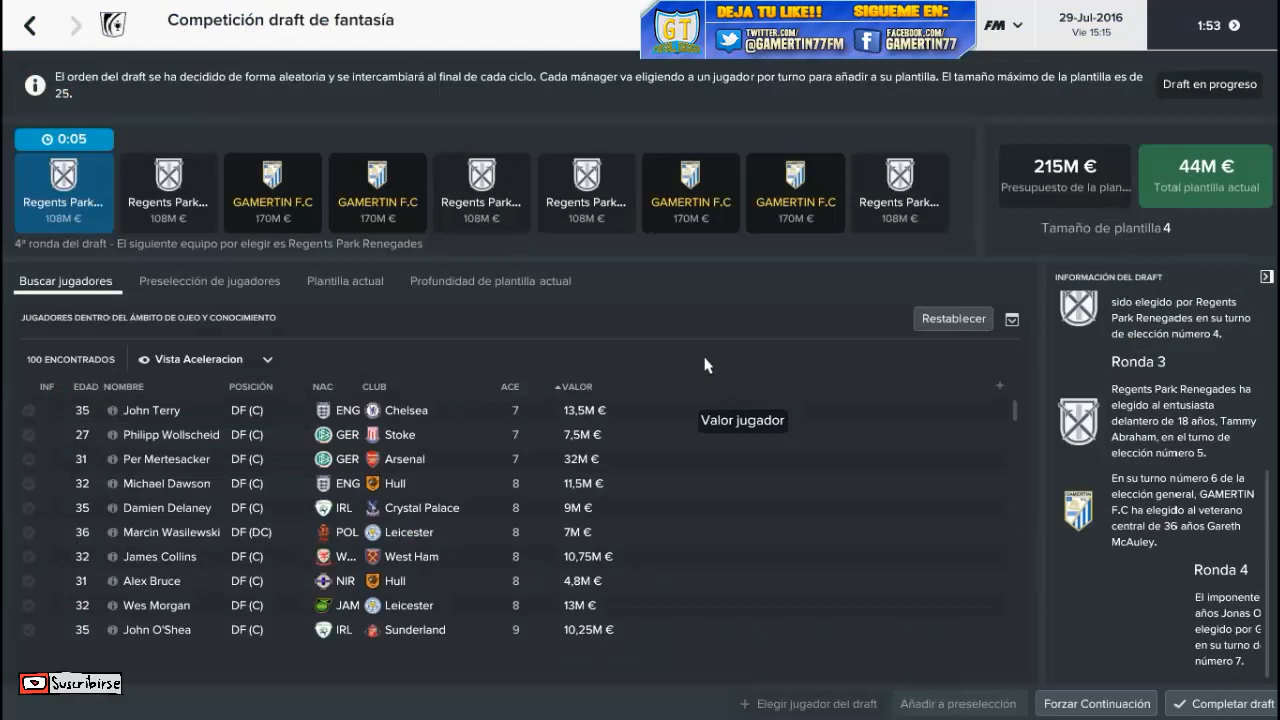 Competición draft de fantasía
DEJA TU LIKE!! SIGUEME EN:
GT
TWITTER.COM/ @GAMERTIN77FM
FACEBOOK.COM/ GAMERTIN77
FM
29-Jul-2016
Vie 15:15
1:53
El orden del draft se ha decidido de forma aleatoria y se intercambiará al final de cada ciclo. Cada mánager va eligiendo a un jugador por turno para añadir a su plantilla. El tamaño máximo de la plantilla es de
25.
Draft en progreso
0:05
Regents Park... Regents Park... GAMERTIN F.C GAMERTIN F.C Regents Park... Regents Park... GAMERTIN F.C GAMERTIN F.C Regents Park...
108M € 108M € 170M € 170M € 108M € 108M € 170M € 170M € 108M €
215M €
Presupuesto de la plan...
44M €
Total plantilla actual
Tamaño de plantilla 4
4ª ronda del draft - El siguiente equipo por elegir es Regents Park Renegades
Buscar jugadores Preselección de jugadores Plantilla actual Profundidad de plantilla actual
JUGADORES DENTRO DEL ÁMBITO DE OJEO Y CONOCIMIENTO
Restablecer
100 ENCONTRADOS Vista Aceleracion
INF EDAD NOMBRE POSICIÓN NAC CLUB ACE VALOR
35 John Terry DF (C) ENG Chelsea 7 13,5M €
27 Philipp Wollscheid DF (C) GER Stoke 7 7,5M €
31 Per Mertesacker DF (C) GER Arsenal 7 32M €
32 Michael Dawson DF (C) ENG Hull 8 11,5M €
35 Damien Delaney DF (C) IRL Crystal Palace 8 9M €
36 Marcin Wasilewski DF (DC) POL Leicester 8 7M €
32 James Collins DF (C) W... West Ham 8 10,75M €
31 Alex Bruce DF (C) NIR Hull 8 4,8M €
32 Wes Morgan DF (C) JAM Leicester 8 13M €
35 John O'Shea DF (C) IRL Sunderland 9 10,25M €
Valor jugador
INFORMACIÓN DEL DRAFT
sido elegido por Regents
Park Renegades en su turno
de elección número 4.
Ronda 3
Regents Park Renegades ha
elegido al entusiasta
delantero de 18 años, Tammy
Abraham, en el turno de
elección número 5.
En su turno número 6 de la
elección general, GAMERTIN
F.C ha elegido al veterano
central de 36 años Gareth
McAuley.
Ronda 4
El imponente
años Jonas O
elegido por G
en su turno d
número 7.
Suscribirse
Elegir jugador del draft Añadir a preselección Forzar Continuación Completar draft